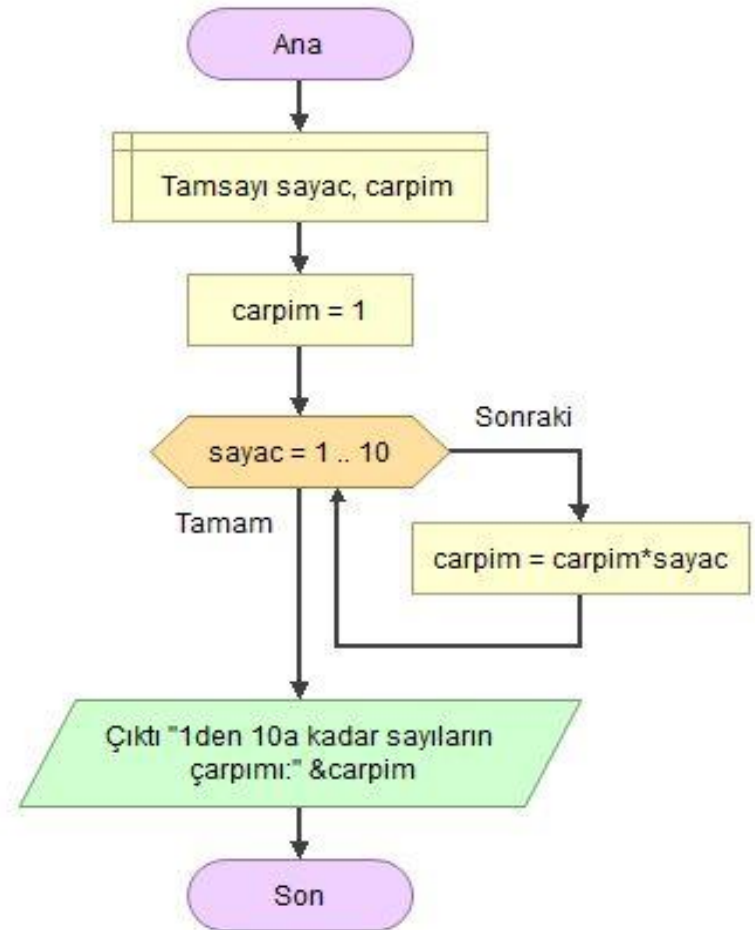 Ana
Tamsayı sayac, carpim
carpim = 1
sayac = 1 .. 10
Sonraki
Tamam
carpim = carpim*sayac
Çıktı "1den 10a kadar sayıların
çarpımı:" &carpim
Son